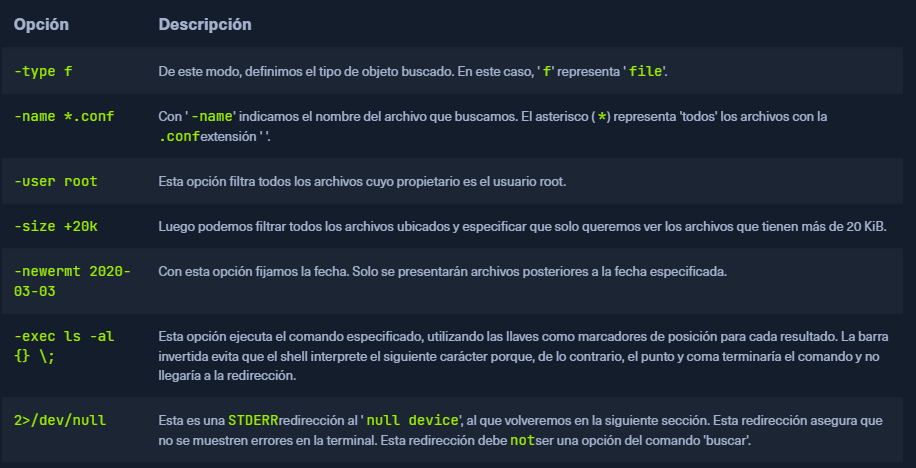 Opción Descripción
-type f De este modo, definimos el tipo de objeto buscado. En este caso, ' f' representa ' file'.
-name *.conf Con ' -name' indicamos el nombre del archivo que buscamos. El asterisco ( *) representa 'todos' los archivos con la
.confextensión ' '.
-user root Esta opción filtra todos los archivos cuyo propietario es el usuario root.
-size +20k Luego podemos filtrar todos los archivos ubicados y especificar que solo queremos ver los archivos que tienen más de 20 KiB.
-newermt 2020- Con esta opción fijamos la fecha. Solo se presentarán archivos posteriores a la fecha especificada.
03-03
-exec ls -al Esta opción ejecuta el comando especificado, utilizando las llaves como marcadores de posición para cada resultado. La barra
{} \; invertida evita que el shell interprete el siguiente carácter porque, de lo contrario, el punto y coma terminaría el comando y no
llegaría a la redirección.
2>/dev/null Esta es una STDERRredirección al ' null device', al que volveremos en la siguiente sección. Esta redirección asegura que
no se muestren errores en la terminal. Esta redirección debe notser una opción del comando 'buscar'.